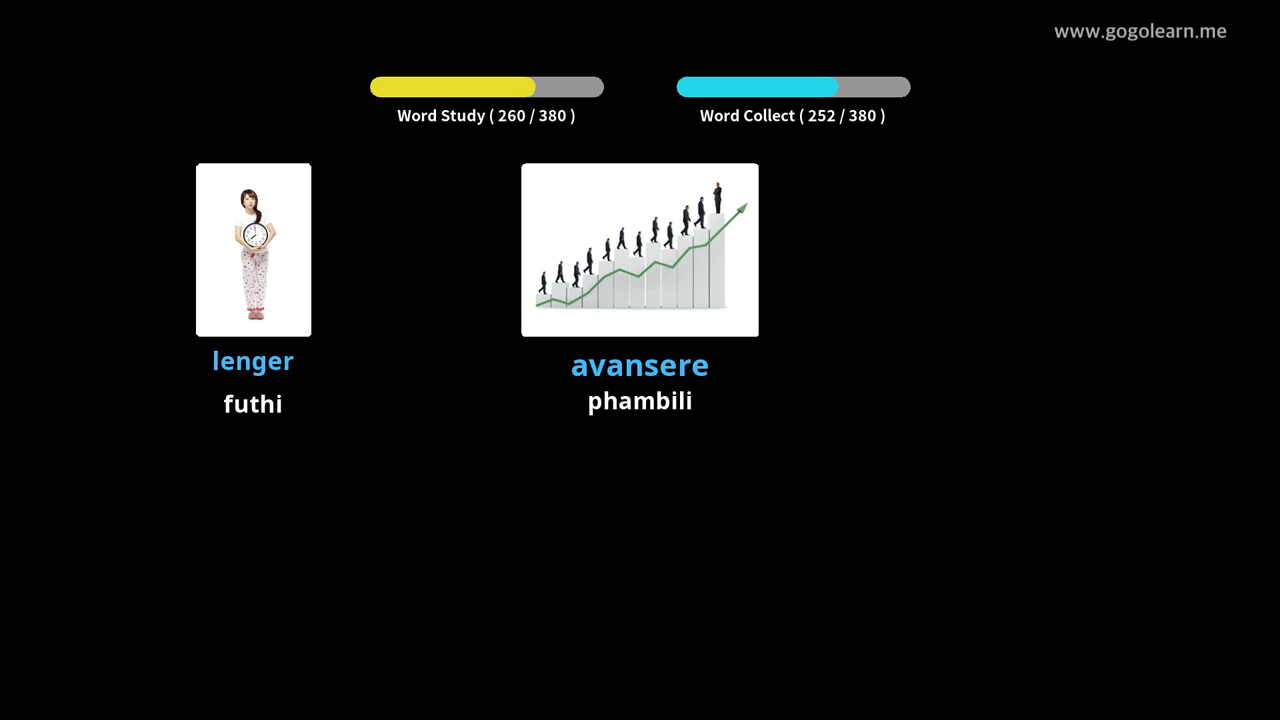 www.gogolearn.me
Word Study ( 260 / 380 )
Word Collect ( 252 / 380 )
lenger
futhi
avansere
phambili